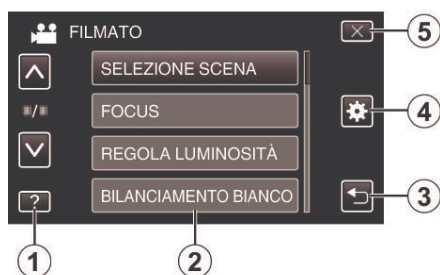 FILMATO
SELEZIONE SCENA
FOCUS
REGOLA LUMINOSITÀ
BILANCIAMENTO BIANCO
?
1
2
3
4
5